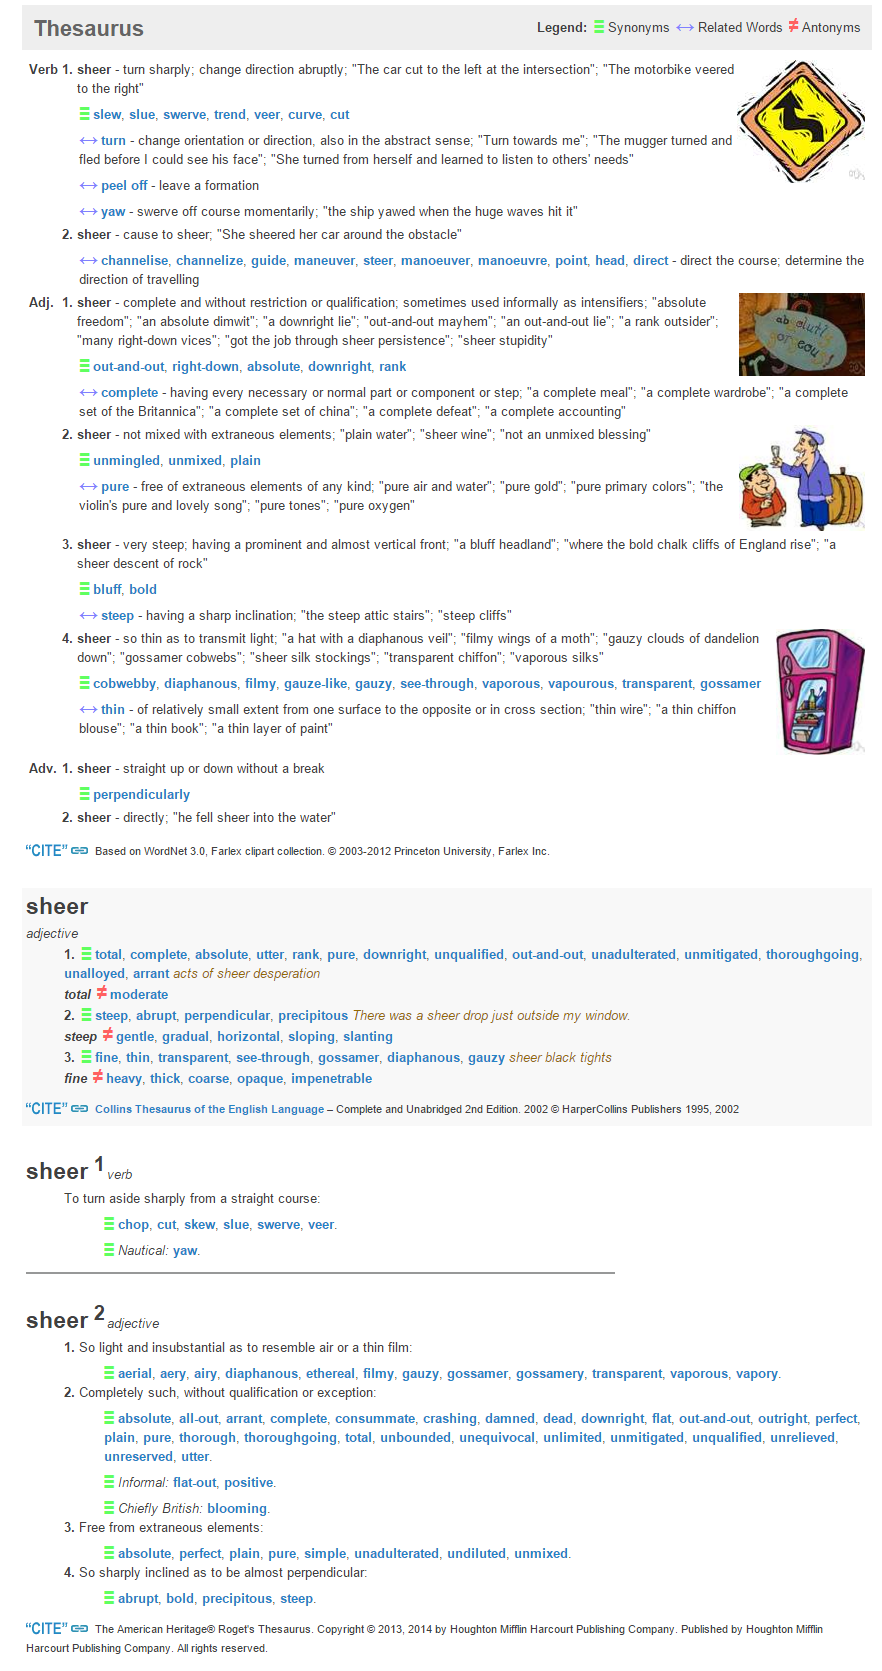 Thesaurus
Legend: Synonyms ↔ Related Words ≠ Antonyms
Verb 1. sheer - turn sharply; change direction abruptly; "The car cut to the left at the intersection"; "The motorbike veered
to the right"
slew, slue, swerve, trend, veer, curve, cut
↔ turn - change orientation or direction, also in the abstract sense; "Turn towards me"; "The mugger turned and
fled before I could see his face"; "She turned from herself and learned to listen to others' needs"
↔ peel off - leave a formation
↔ yaw - swerve off course momentarily; "the ship yawed when the huge waves hit it"
2. sheer - cause to sheer; "She sheered her car around the obstacle"
↔ channelise, channelize, guide, maneuver, steer, manoeuver, manoeuvre, point, head, direct - direct the course; determine the
direction of travelling
Adj. 1. sheer - complete and without restriction or qualification; sometimes used informally as intensifiers; "absolute
freedom"; "an absolute dimwit"; "a downright lie"; "out-and-out mayhem"; "an out-and-out lie"; "a rank outsider";
"many right-down vices"; "got the job through sheer persistence"; "sheer stupidity"
absolutly
gorgeous!
out-and-out, right-down, absolute, downright, rank
↔ complete - having every necessary or normal part or component or step; "a complete meal"; "a complete wardrobe"; "a complete
set of the Britannica"; "a complete set of china"; "a complete defeat"; "a complete accounting"
2. sheer - not mixed with extraneous elements; "plain water"; "sheer wine"; "not an unmixed blessing"
unmingled, unmixed, plain
↔ pure - free of extraneous elements of any kind; "pure air and water"; "pure gold"; "pure primary colors"; "the
violin's pure and lovely song"; "pure tones"; "pure oxygen"
3. sheer - very steep; having a prominent and almost vertical front; "a bluff headland"; "where the bold chalk cliffs of England rise"; "a
sheer descent of rock"
bluff, bold
↔ steep - having a sharp inclination; "the steep attic stairs"; "steep cliffs"
4. sheer - so thin as to transmit light; "a hat with a diaphanous veil"; "filmy wings of a moth"; "gauzy clouds of dandelion
down"; "gossamer cobwebs"; "sheer silk stockings"; "transparent chiffon"; "vaporous silks"
cobwebby, diaphanous, filmy, gauze-like, gauzy, see-through, vaporous, vapourous, transparent, gossamer
↔ thin - of relatively small extent from one surface to the opposite or in cross section; "thin wire"; "a thin chiffon
blouse"; "a thin book"; "a thin layer of paint"
Adv. 1. sheer - straight up or down without a break
perpendicularly
2. sheer - directly; "he fell sheer into the water"
"CITE" Based on WordNet 3.0, Farlex clipart collection. © 2003-2012 Princeton University, Farlex Inc.
sheer
adjective
1. total, complete, absolute, utter, rank, pure, downright, unqualified, out-and-out, unadulterated, unmitigated, thoroughgoing,
unalloyed, arrant acts of sheer desperation
total ≠ moderate
2. steep, abrupt, perpendicular, precipitous There was a sheer drop just outside my window.
steep ≠ gentle, gradual, horizontal, sloping, slanting
3. fine, thin, transparent, see-through, gossamer, diaphanous, gauzy sheer black tights
fine ≠ heavy, thick, coarse, opaque, impenetrable
"CITE" Collins Thesaurus of the English Language – Complete and Unabridged 2nd Edition. 2002 © HarperCollins Publishers 1995, 2002
sheer 1 verb
To turn aside sharply from a straight course:
chop, cut, skew, slue, swerve, veer.
Nautical: yaw.
sheer 2 adjective
1. So light and insubstantial as to resemble air or a thin film:
aerial, aery, airy, diaphanous, ethereal, filmy, gauzy, gossamer, gossamery, transparent, vaporous, vapory.
2. Completely such, without qualification or exception:
absolute, all-out, arrant, complete, consummate, crashing, damned, dead, downright, flat, out-and-out, outright, perfect,
plain, pure, thorough, thoroughgoing, total, unbounded, unequivocal, unlimited, unmitigated, unqualified, unrelieved,
unreserved, utter.
Informal: flat-out, positive.
Chiefly British: blooming.
3. Free from extraneous elements:
absolute, perfect, plain, pure, simple, unadulterated, undiluted, unmixed.
4. So sharply inclined as to be almost perpendicular:
abrupt, bold, precipitous, steep.
"CITE" The American Heritage® Roget's Thesaurus. Copyright © 2013, 2014 by Houghton Mifflin Harcourt Publishing Company. Published by Houghton Mifflin
Harcourt Publishing Company. All rights reserved.